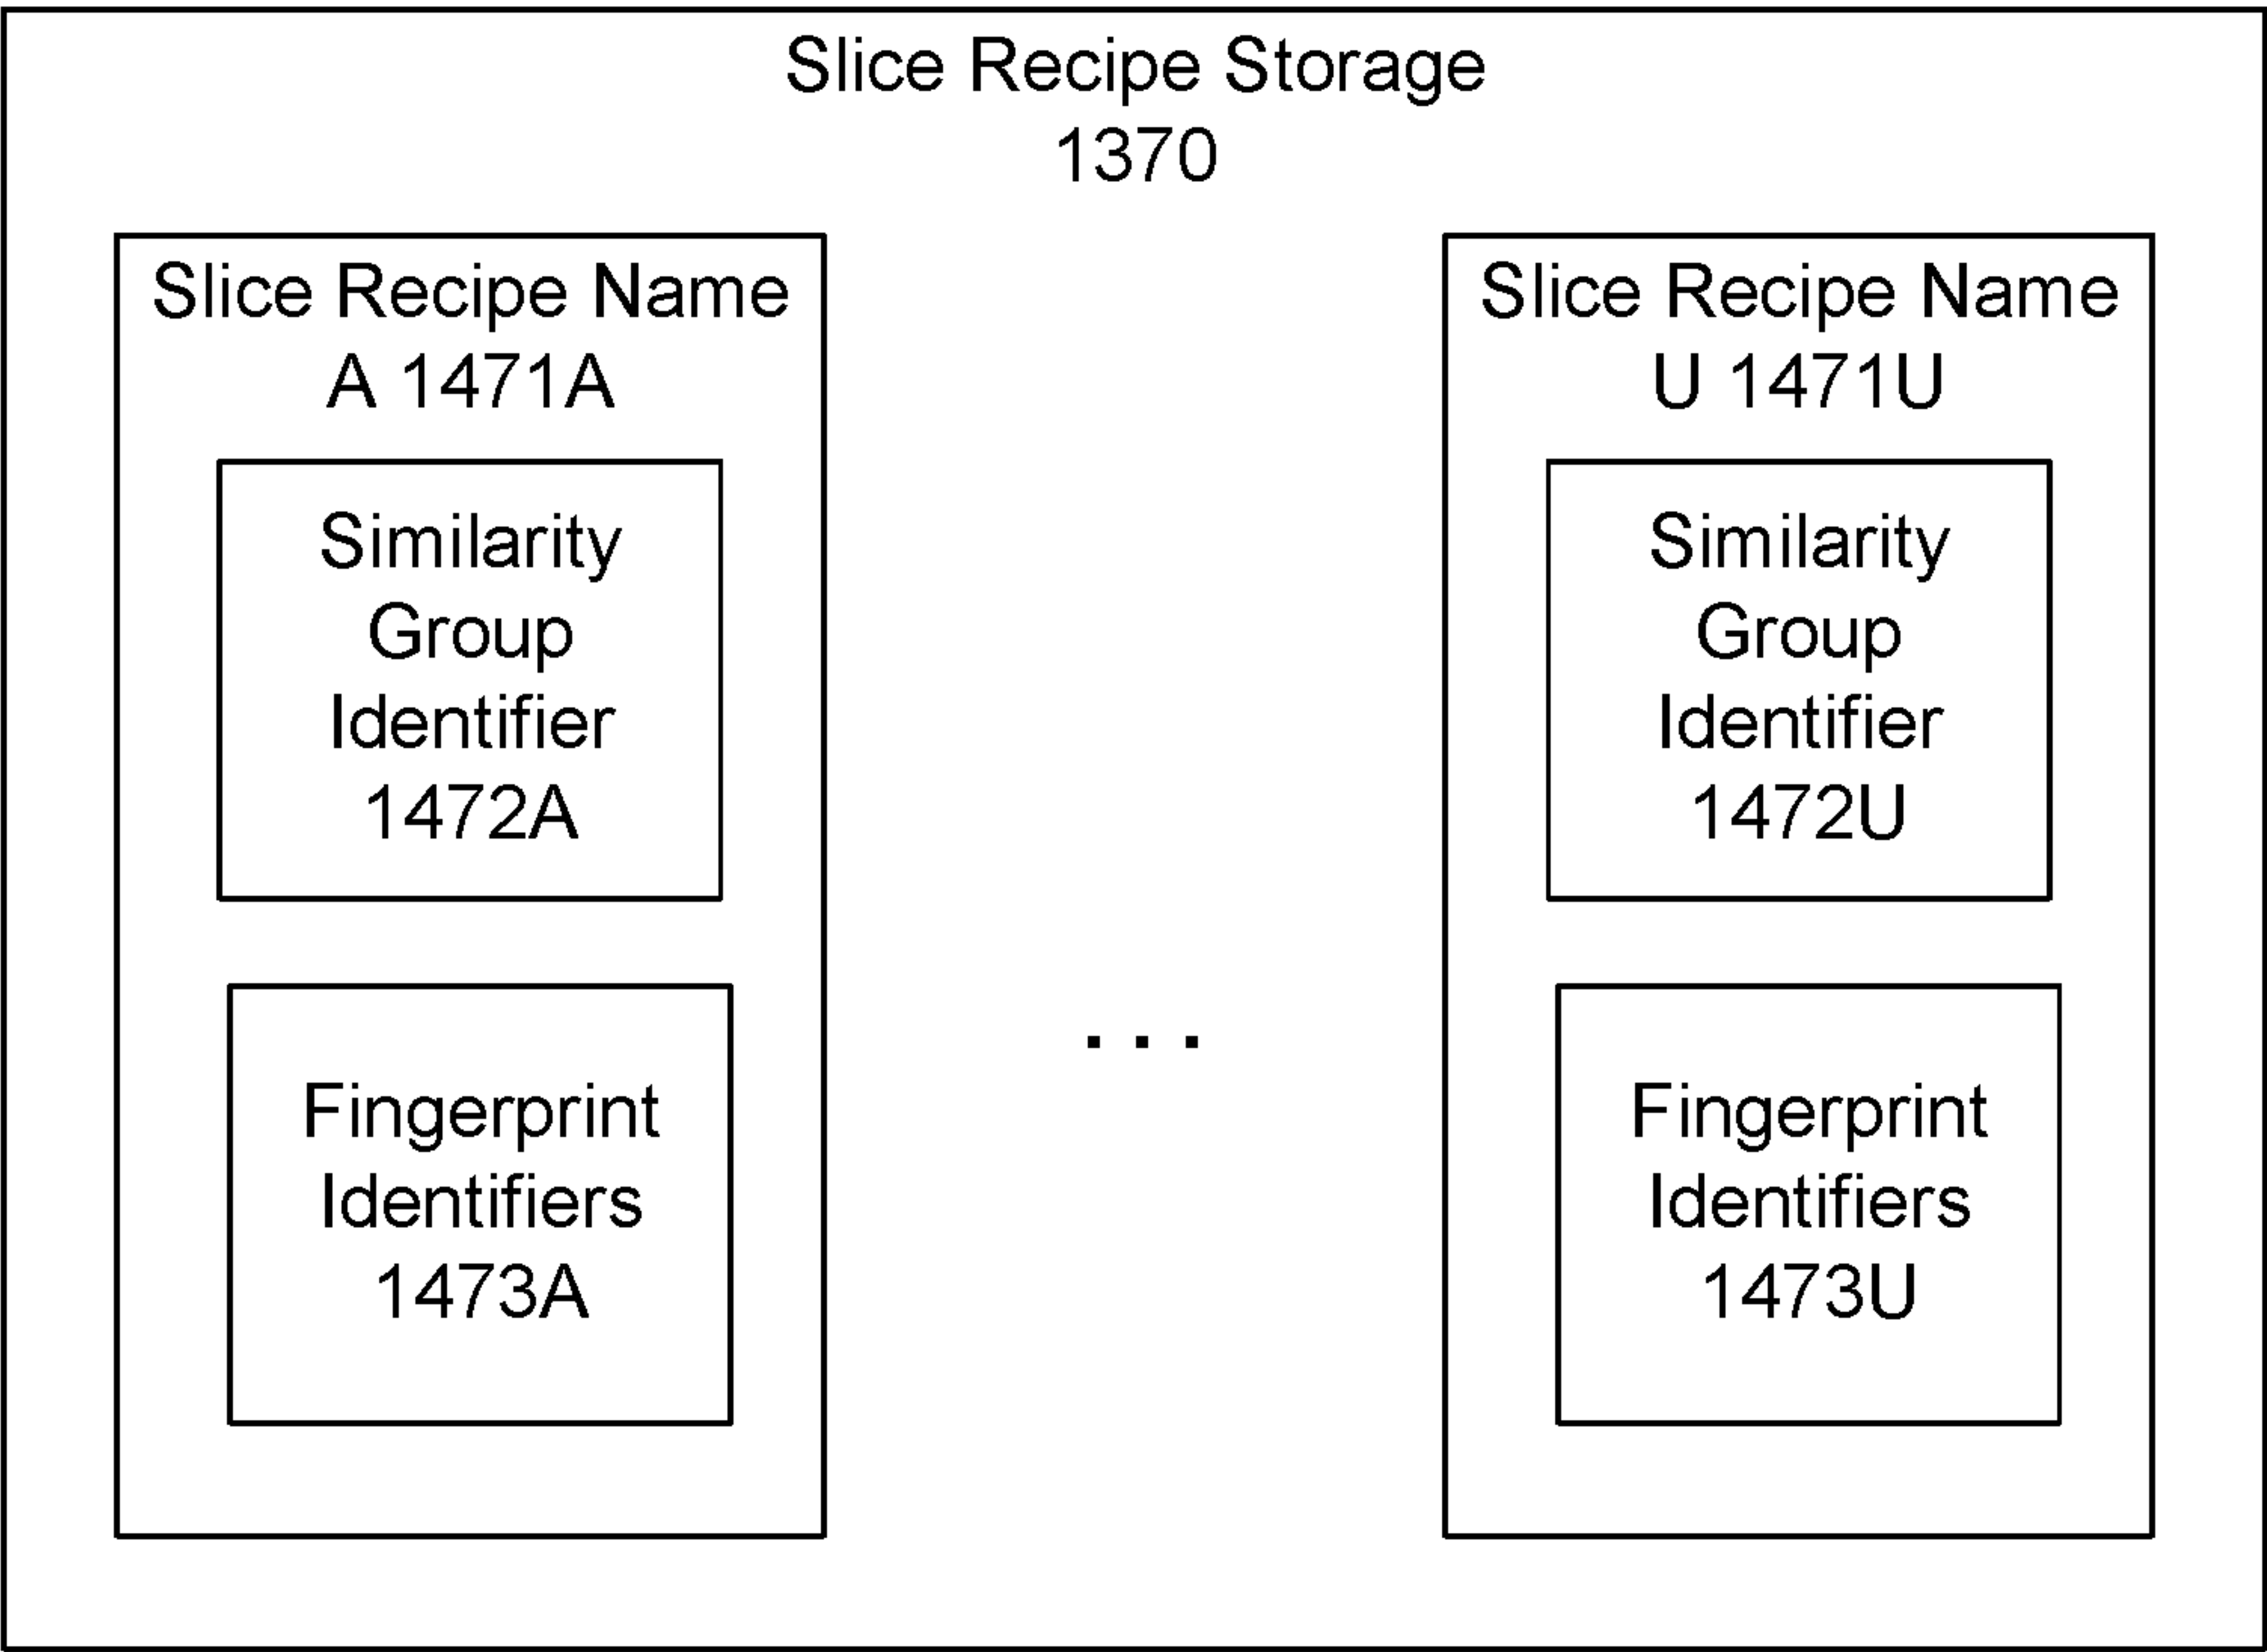 Slice Recipe Storage
1370
Slice Recipe Name
A 1471A
Similarity
Group
Identifier
1472A
Fingerprint
Identifiers
1473A
...
Slice Recipe Name
U 1471U
Similarity
Group
Identifier
1472U
Fingerprint
Identifiers
1473U